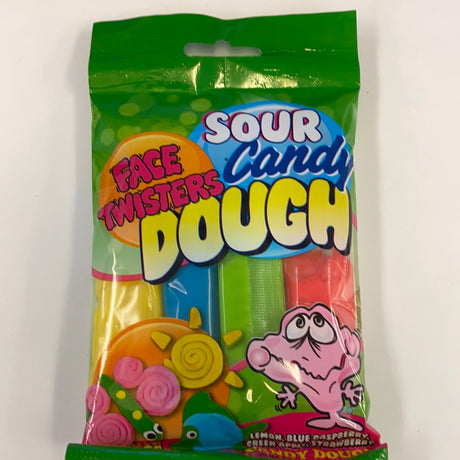 SOUR
Candy
FACE
TWISTERS
DOUGH
LEMON, BLUE RASPBERRY,
GREEN APPLE, STRAWBERRY
CANDY DOUGH